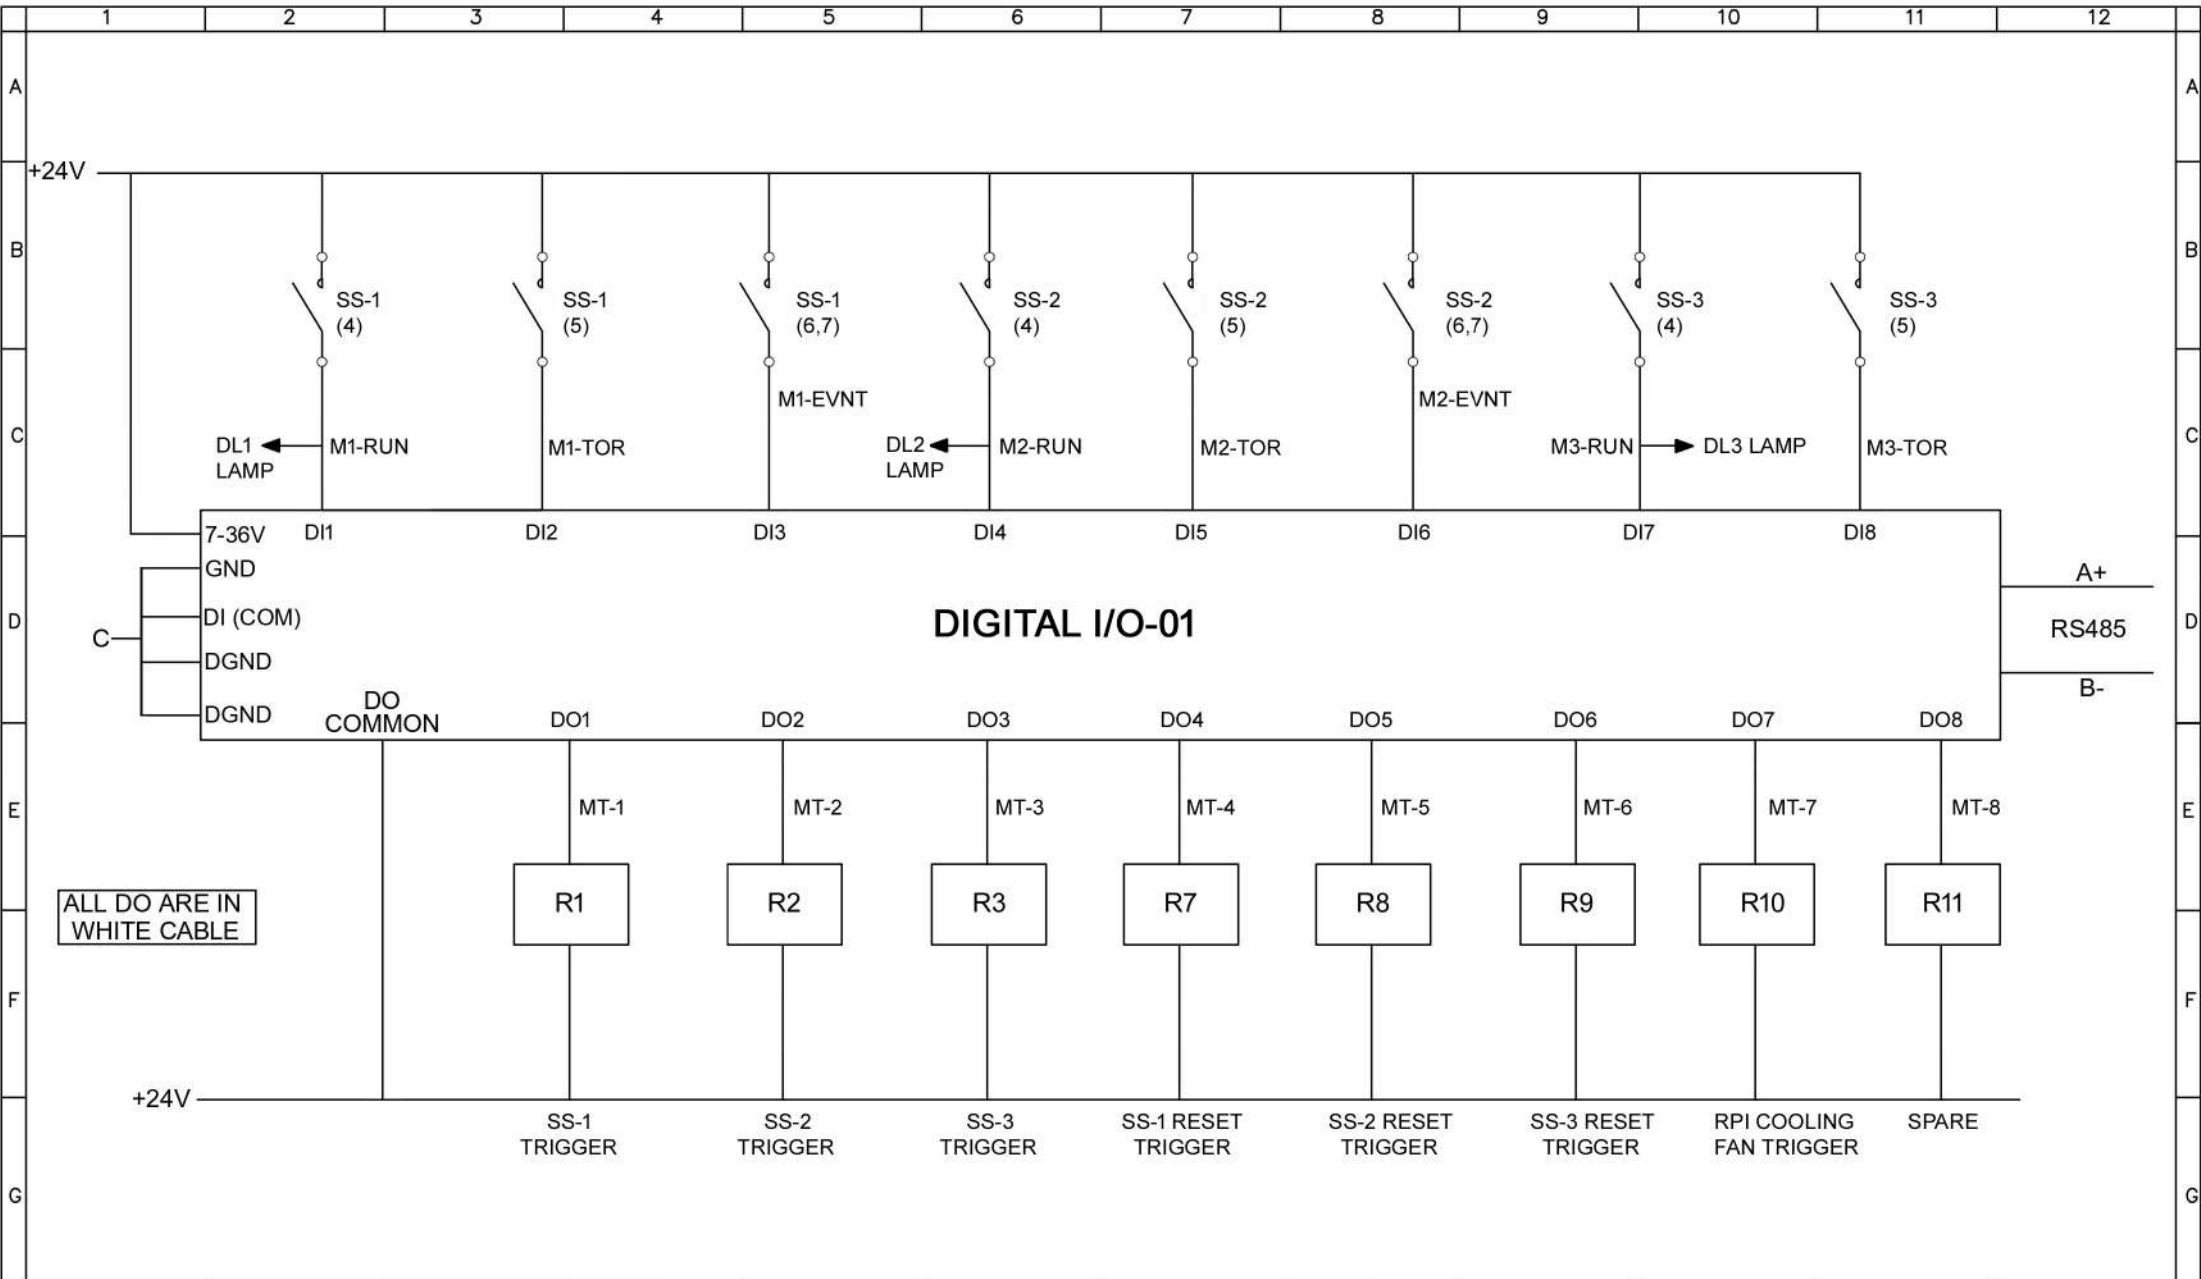 1 2 3 4 5 6 7 8 9 10 11 12
A A
+24V
B B
SS-1 SS-1 SS-1 SS-2 SS-2 SS-2 SS-3 SS-3
(4) (5) (6,7) (4) (5) (6,7) (4) (5)
M1-EVNT M2-EVNT
C C
DL1 M1-RUN M1-TOR DL2 M2-RUN M2-TOR M3-RUN DL3 LAMP M3-TOR
LAMP LAMP
7-36V DI1 DI2 DI3 DI4 DI5 DI6 DI7 DI8
GND
A+
DI (COM)
D DIGITAL I/O-01 RS485 D
C
DGND
B-
DGND
DO
COMMON
DO1 DO2 DO3 DO4 DO5 DO6 DO7 DO8
E MT-1 MT-2 MT-3 MT-4 MT-5 MT-6 MT-7 MT-8 E
ALL DO ARE IN
WHITE CABLE
R1 R2 R3 R7 R8 R9 R10 R11
F F
+24V
SS-1 SS-2 SS-3 SS-1 RESET SS-2 RESET SS-3 RESET RPI COOLING SPARE
TRIGGER TRIGGER TRIGGER TRIGGER TRIGGER TRIGGER FAN TRIGGER
G G